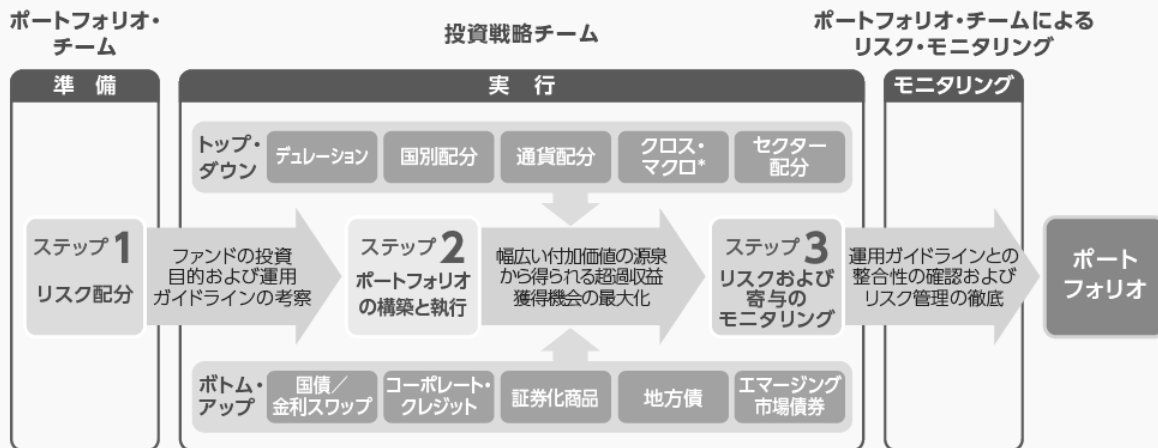 ポートフォリオ・
チーム
投資戦略チーム
ポートフォリオ・チームによる
リスク・モニタリング
準 備
実 行
モニタリング
トップ・
ダウン
デュレーション
国別配分
通貨配分
クロス・
マクロ*
セクター
配分
ステップ1
リスク配分
ファンドの投資
目的および運用
ガイドラインの考察
ステップ2
ポートフォリオ
の構築と執行
幅広い付加価値の源泉
から得られる超過収益
獲得機会の最大化
ステップ3
リスクおよび
寄与の
モニタリング
運用ガイドラインとの
整合性の確認および
リスク管理の徹底
ポート
フォリオ
ボトム・
アップ
国債／
金利スワップ
コーポレート・
クレジット
証券化商品
地方債
エマージング
市場債券